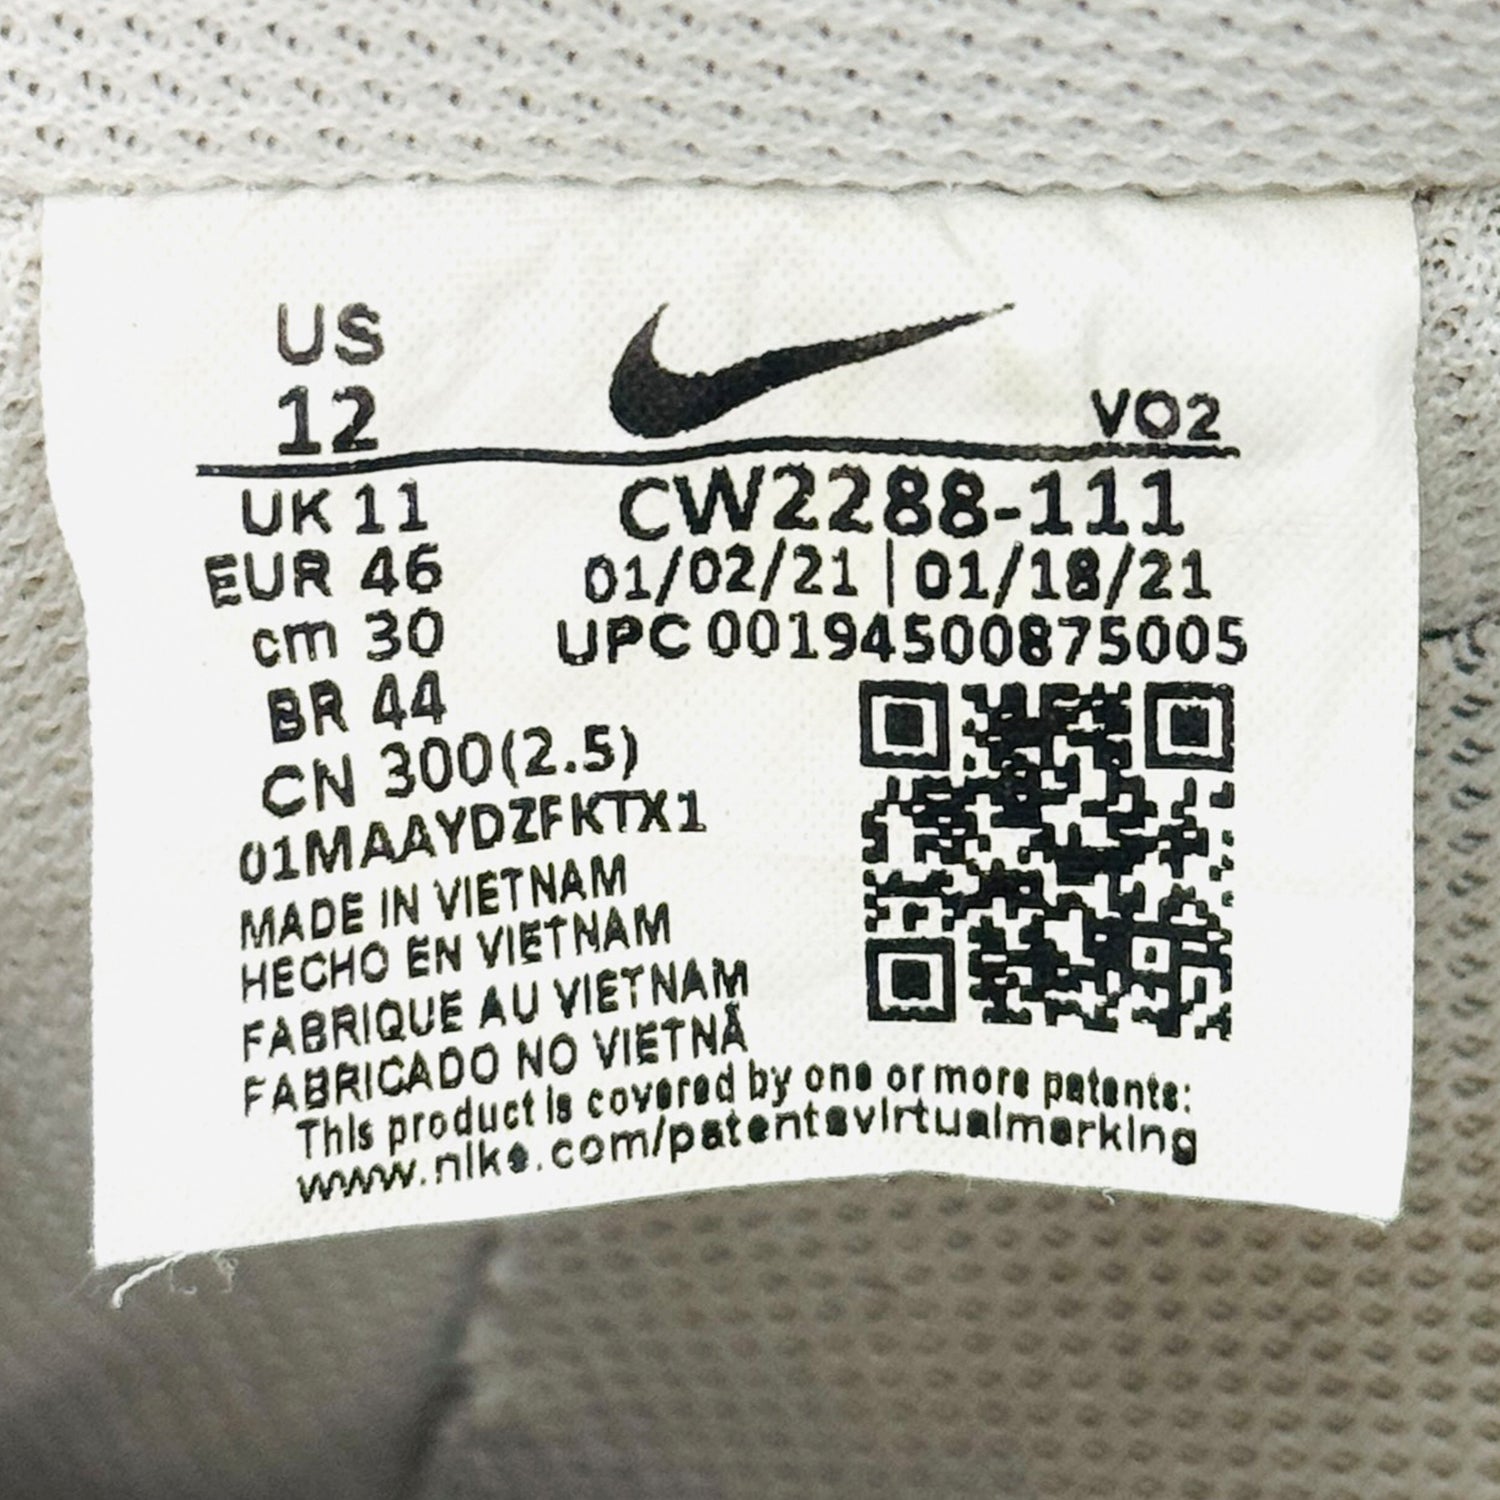 US
12
VO2
UK 11
EUR 46
cm 30
BR 44
CN 300(2.5)
CW2288-111
01/02/21 | 01/18/21
UPC 00194500875005
01MAAYDZFKTX1
MADE IN VIETNAM
HECHO EN VIETNAM
FABRIQUE AU VIETNAM
FABRICADO NO VIETNÃ
This product is covered by one or more patents:
www.nike.com/patentsvirtualmarking